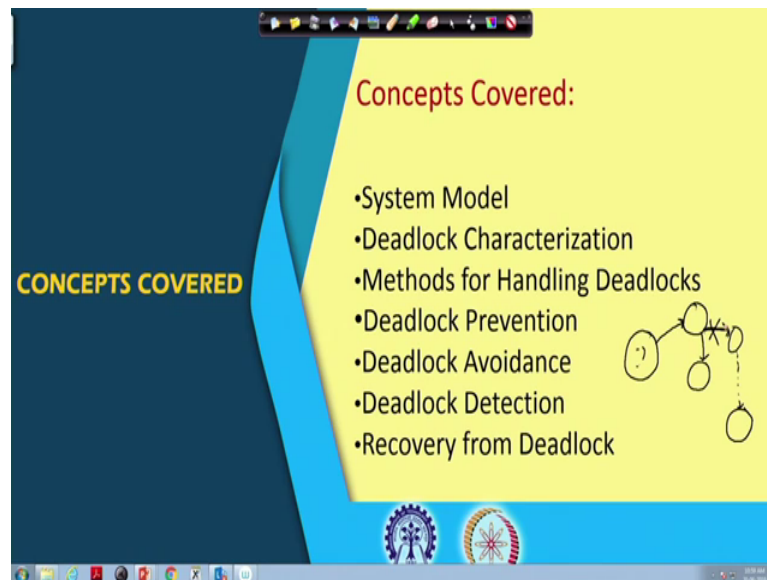 Concepts Covered:
•System Model
•Deadlock Characterization
CONCEPTS COVERED
•Methods for Handling Deadlocks
•Deadlock Prevention
•Deadlock Avoidance
•Deadlock Detection
•Recovery from Deadlock